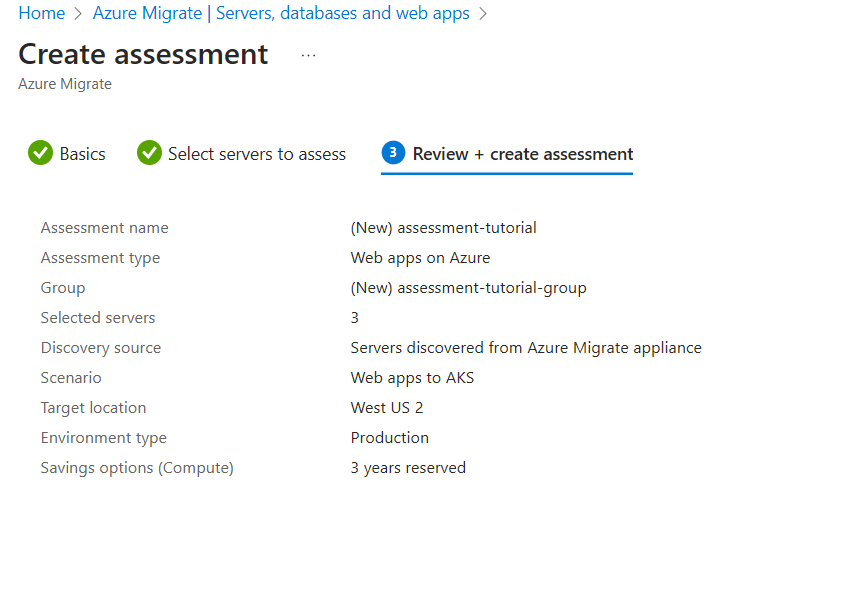 Home > Azure Migrate | Servers, databases and web apps >
Create assessment ...
Azure Migrate
Basics Select servers to assess 3 Review + create assessment
Assessment name (New) assessment-tutorial
Assessment type Web apps on Azure
Group (New) assessment-tutorial-group
Selected servers 3
Discovery source Servers discovered from Azure Migrate appliance
Scenario Web apps to AKS
Target location West US 2
Environment type Production
Savings options (Compute) 3 years reserved